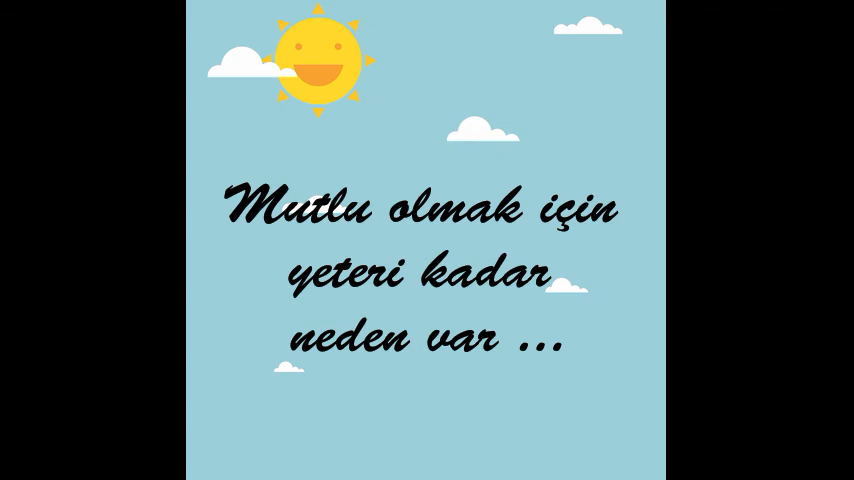 Mutlu olmak için
yeteri kadar
neden var ...